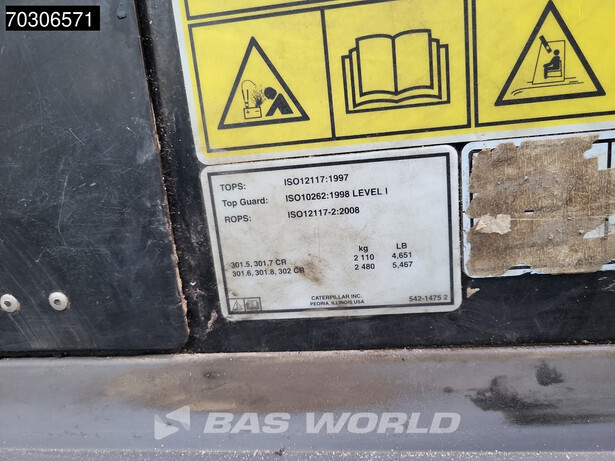 70306571
TOPS: ISO12117:1997
Top Guard: ISO10262:1998 LEVEL I
ROPS: ISO12117-2:2008
kg LB
301.5, 301.7 CR 2 110 4,651
301.6, 301.8, 302 CR 2 480 5,467
CATERPILLAR INC.
PEORIA, ILLINOIS USA
542-1475 2
BAS WORLD